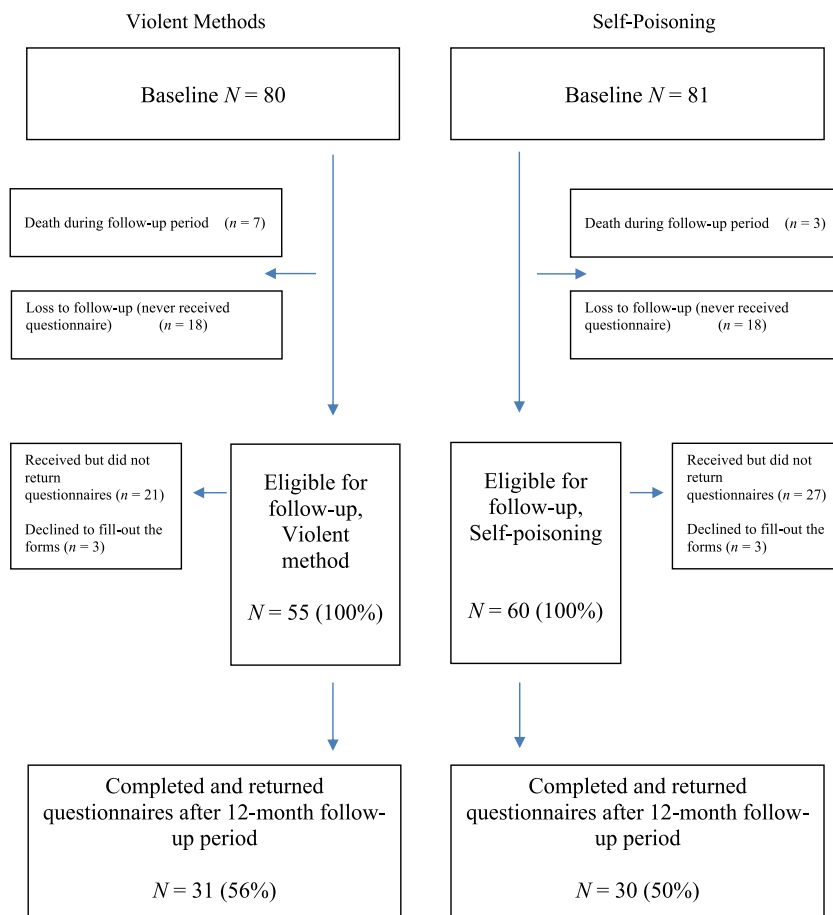 Violent Methods
Self-Poisoning
Baseline N = 80
Baseline N = 81
Death during follow-up period (n = 7)
Death during follow-up period (n = 3)
Loss to follow-up (never received
questionnaire) (n = 18)
Loss to follow-up (never received
questionnaire) (n = 18)
Received but did not
return
questionnaires (n = 21)
Declined to fill-out the
forms (n = 3)
Eligible for
follow-up,
Violent
method
N = 55 (100%)
Eligible for
follow-up,
Self-poisoning
N = 60 (100%)
Received but did not
return
questionnaires (n = 27)
Declined to fill-out the
forms (n = 3)
Completed and returned
questionnaires after 12-month follow-
up period
N = 31 (56%)
Completed and returned
questionnaires after 12-month follow-
up period
N = 30 (50%)